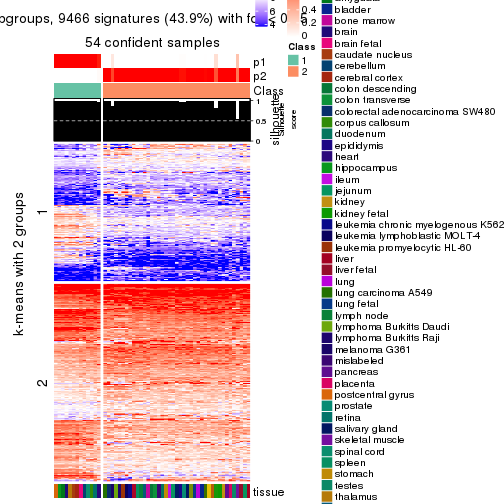 ogroups, 9466 signatures (43.9%) with
54 confident samples
p1
p2
Class
1
0.5
0
silhouette
score
1
2
k-means with 2 groups
tissue
4
0.4
0.2
0
Class
1
2
bladder
bone marrow
brain
brain fetal
caudate nucleus
cerebellum
cerebral cortex
colon descending
colon transverse
colorectal adenocarcinoma SW480
corpus callosum
duodenum
epididymis
heart
hippocampus
ileum
jejunum
kidney
kidney fetal
leukemia chronic myelogenous K562
leukemia lymphoblastic MOLT-4
leukemia promyelocytic HL-60
liver
liver fetal
lung
lung carcinoma A549
lung fetal
lymph node
lymphoma Burkitts Daudi
lymphoma Burkitts Raji
melanoma G361
mislabeled
pancreas
placenta
postcentral gyrus
prostate
retina
salivary gland
skeletal muscle
spinal cord
spleen
stomach
testes
thalamus